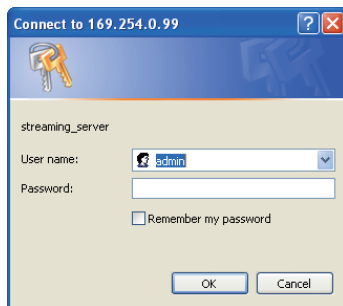 Connect to 169.254.0.99
streaming_server
User name:
admin
Password:
Remember my password
OK
Cancel